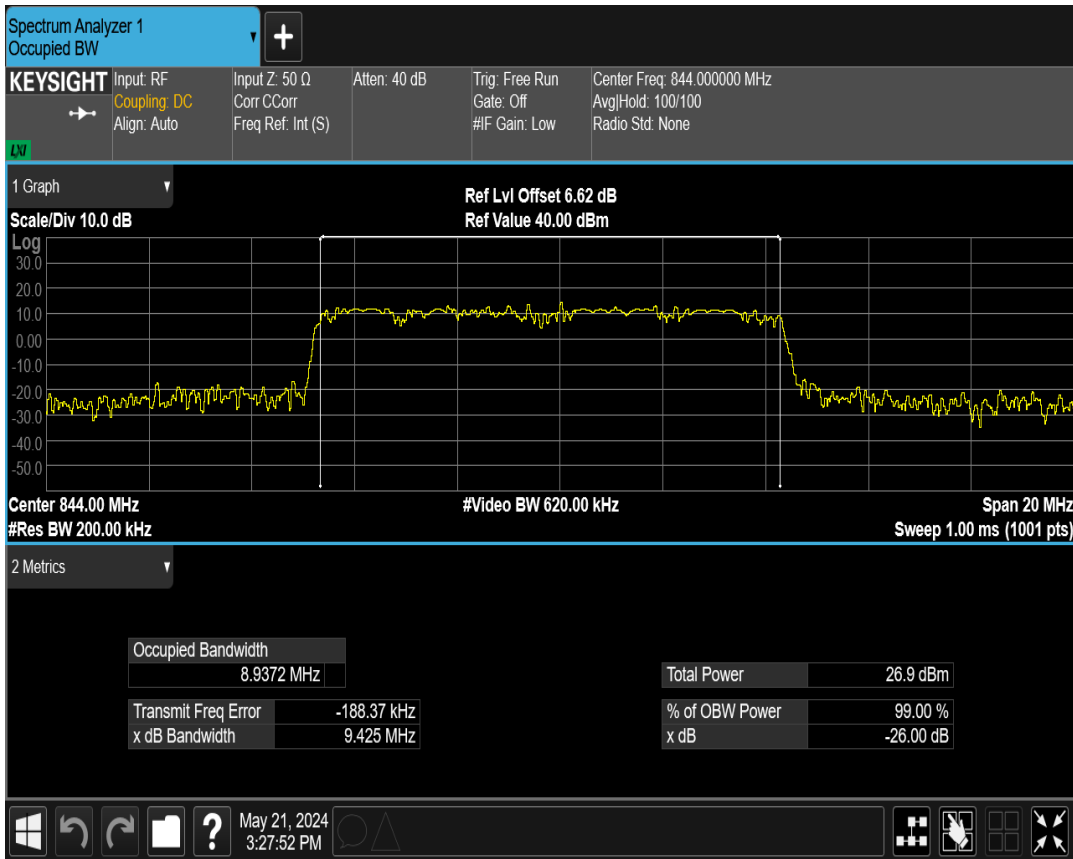 Spectrum Analyzer 1
Occupied BW
+
KEYSIGHT
LXI
Input: RF
Coupling: DC
Align: Auto
Input Z: 50 Ω
Corr CCorr
Freq Ref: Int (S)
Atten: 40 dB
Trig: Free Run
Gate: Off
#IF Gain: Low
Center Freq: 844.000000 MHz
Avg|Hold: 100/100
Radio Std: None
1 Graph
Scale/Div 10.0 dB
Ref Lvl Offset 6.62 dB
Ref Value 40.00 dBm
Log
30.0
20.0
10.0
0.00
-10.0
-20.0
-30.0
-40.0
-50.0
Center 844.00 MHz
#Video BW 620.00 kHz
Span 20 MHz
#Res BW 200.00 kHz
Sweep 1.00 ms (1001 pts)
2 Metrics
Occupied Bandwidth
8.9372 MHz
Total Power 26.9 dBm
Transmit Freq Error -188.37 kHz
% of OBW Power 99.00 %
x dB Bandwidth 9.425 MHz
x dB -26.00 dB
?
May 21, 2024
3:27:52 PM